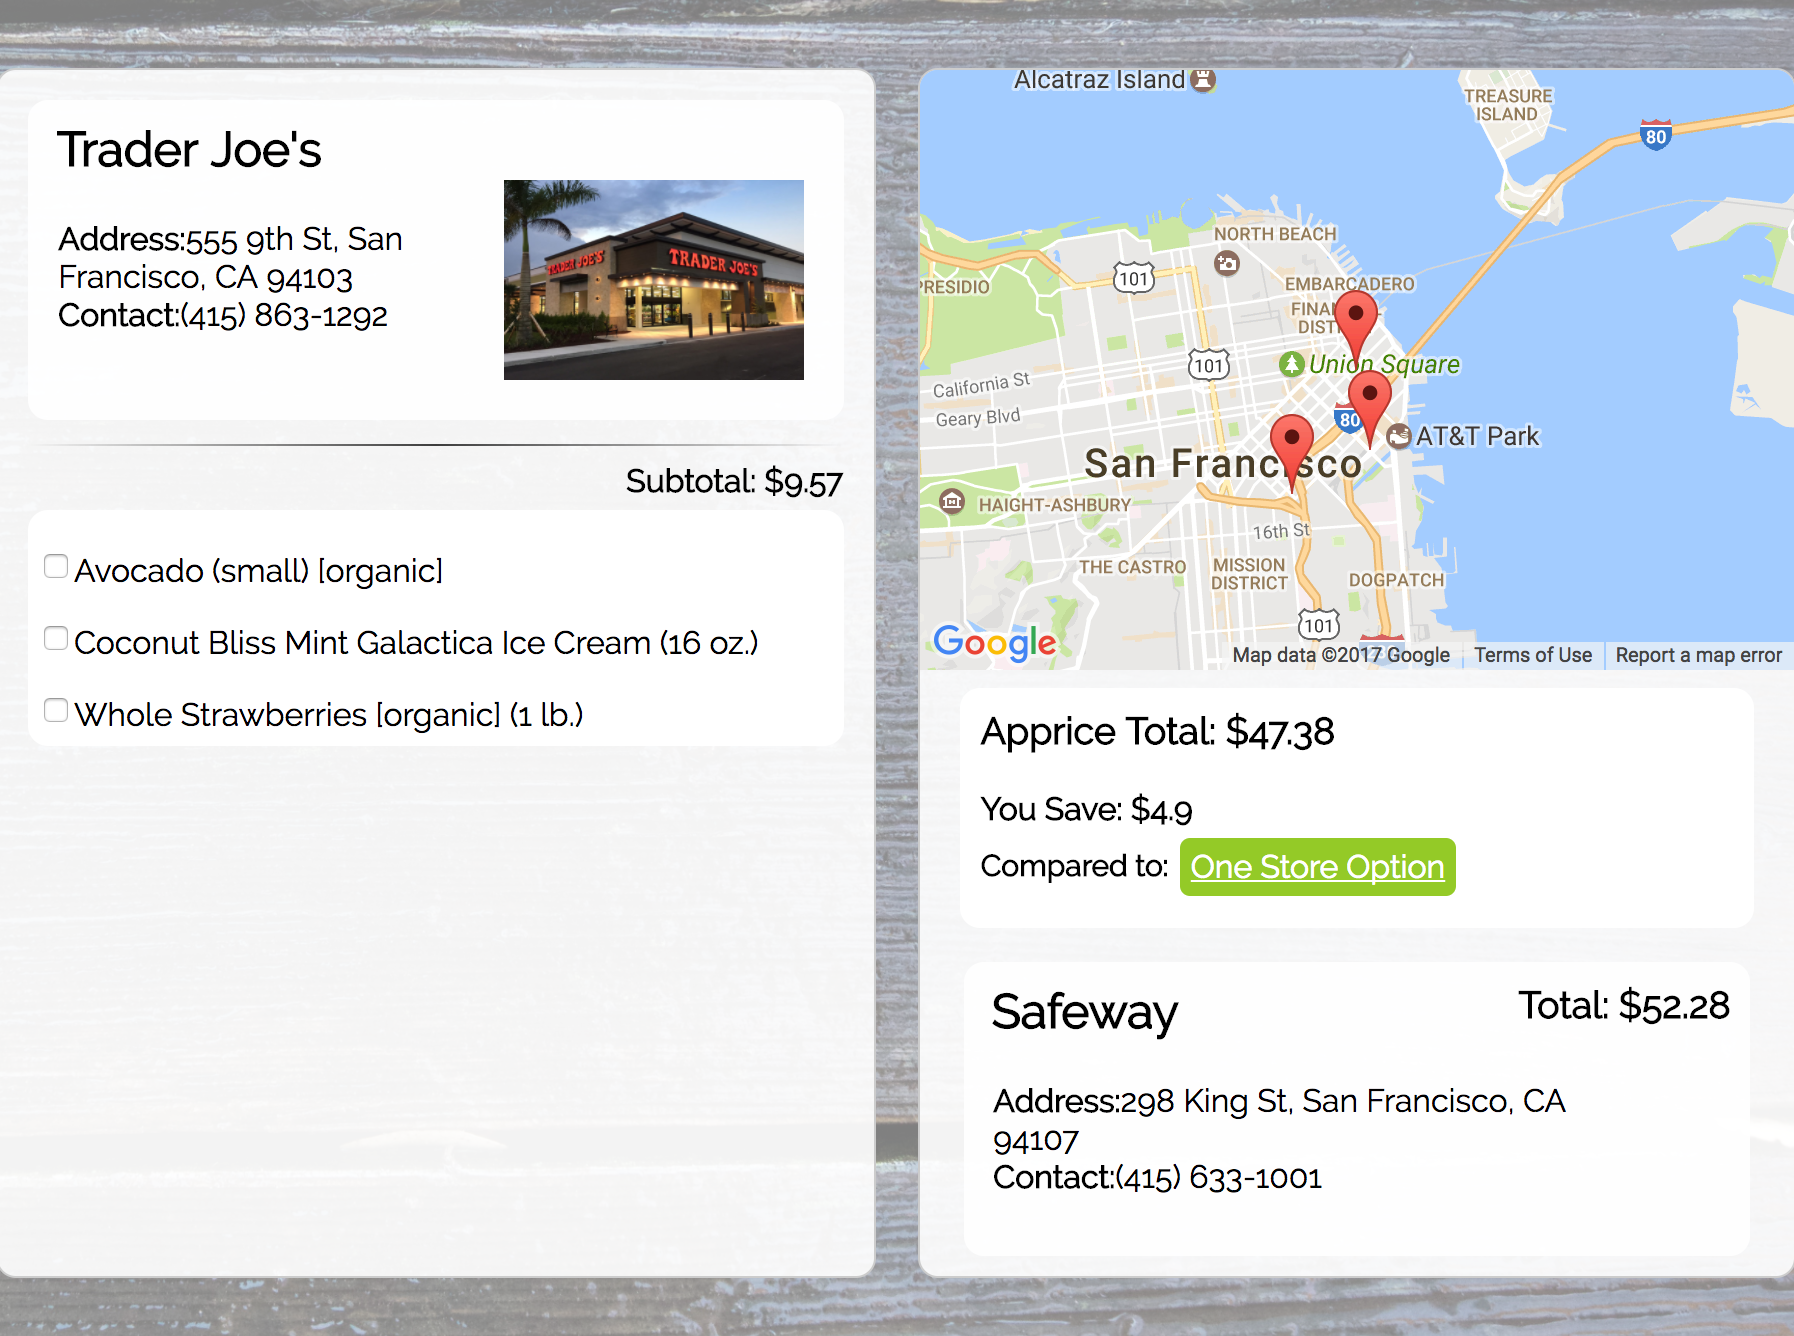 Trader Joe's
Address:555 9th St, San
Francisco, CA 94103
Contact:(415) 863-1292
TRADER JOE'S
TRADER JOE'S
Subtotal: $9.57
Avocado (small) [organic]
Coconut Bliss Mint Galactica Ice Cream (16 oz.)
Whole Strawberries [organic] (1 lb.)
Alcatraz Island
TREASURE
ISLAND
80
NORTH BEACH
101
PRESIDIO
EMBARCADERO
Union Square
101
California St
Geary Blvd
80
AT&T Park
San Francisco
HAIGHT-ASHBURY
16th St
THE CASTRO
MISSION
DISTRICT
DOGPATCH
101
Google
Map data ©2017 Google
Terms of Use
Report a map error
Apprice Total: $47.38
You Save: $4.9
Compared to: One Store Option
Safeway
Total: $52.28
Address:298 King St, San Francisco, CA
94107
Contact:(415) 633-1001